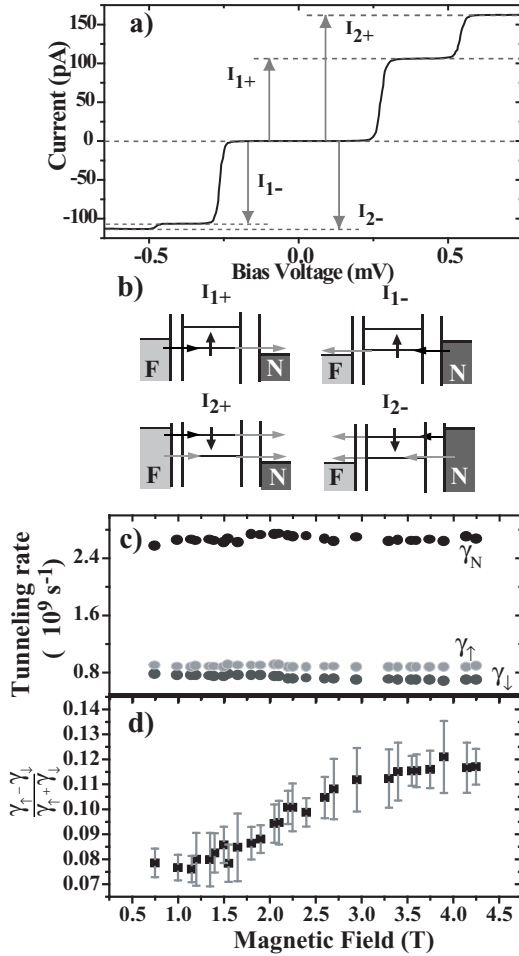 a)
Current (pA)
150
100
50
0
-50
-100
I2+
I1+
I1-
I2-
-0.5
0.0
0.5
Bias Voltage (mV)
b)
I1+
I1-
F
N
F
N
I2+
I2-
F
N
F
N
c)
Tunneling rate
( 10^9 s^-1)
2.4
1.6
0.8
γN
γ↑
γ↓
d)
γ↑ - γ↓
γ↑ + γ↓
0.14
0.13
0.12
0.11
0.10
0.09
0.08
0.07
0.5 1.0 1.5 2.0 2.5 3.0 3.5 4.0 4.5
Magnetic Field (T)